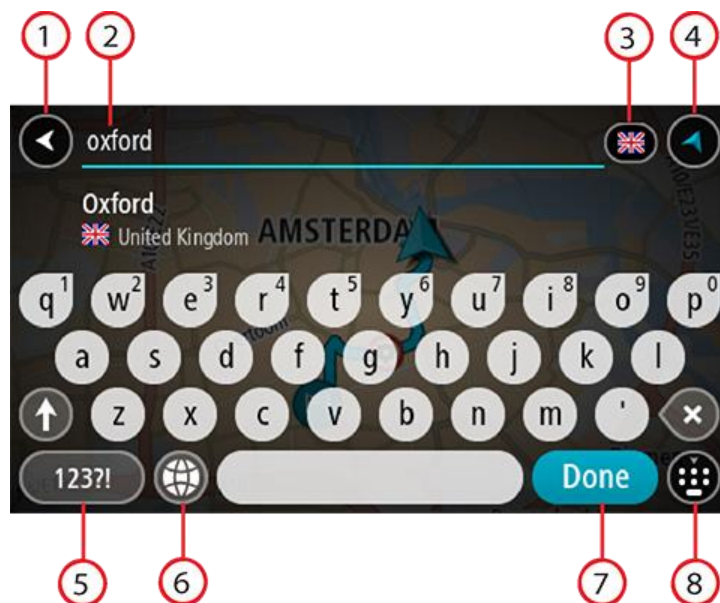 1 2 3 4
oxford
Oxford
United Kingdom AMSTERDA
q1 w2 e3 r4 t5 y6 u7 i8 o9 p0
a s d f g h j k l
z x c v b n m '
123?! Done
5 6 7 8